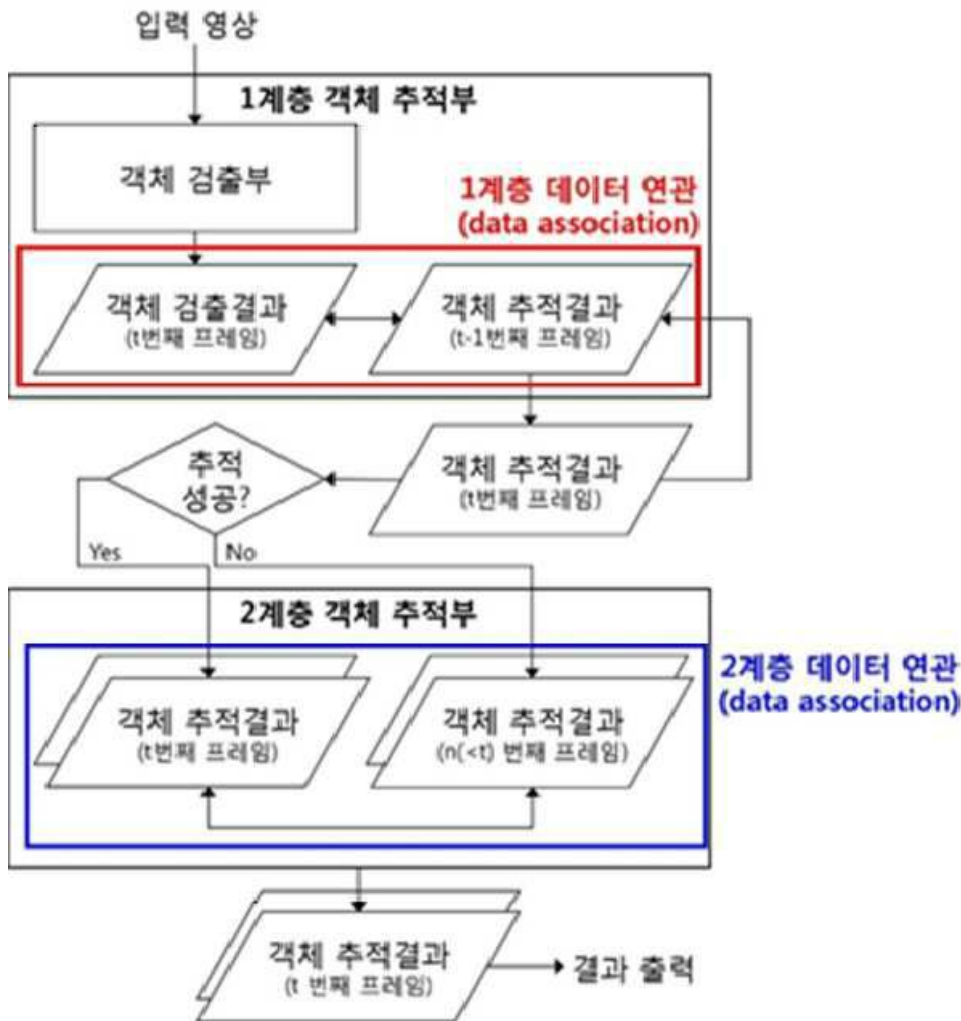 입력 영상
1계층 객체 추적부
객체 검출부
1계층 데이터 연관
(data association)
객체 검출결과
(t번째 프레임)
객체 추적결과
(t-1번째 프레임)
추적
성공?
객체 추적결과
(t번째 프레임)
Yes
No
2계층 객체 추적부
2계층 데이터 연관
(data association)
객체 추적결과
(t번째 프레임)
객체 추적결과
(n(<t) 번째 프레임)
객체 추적결과
(t 번째 프레임)
결과 출력